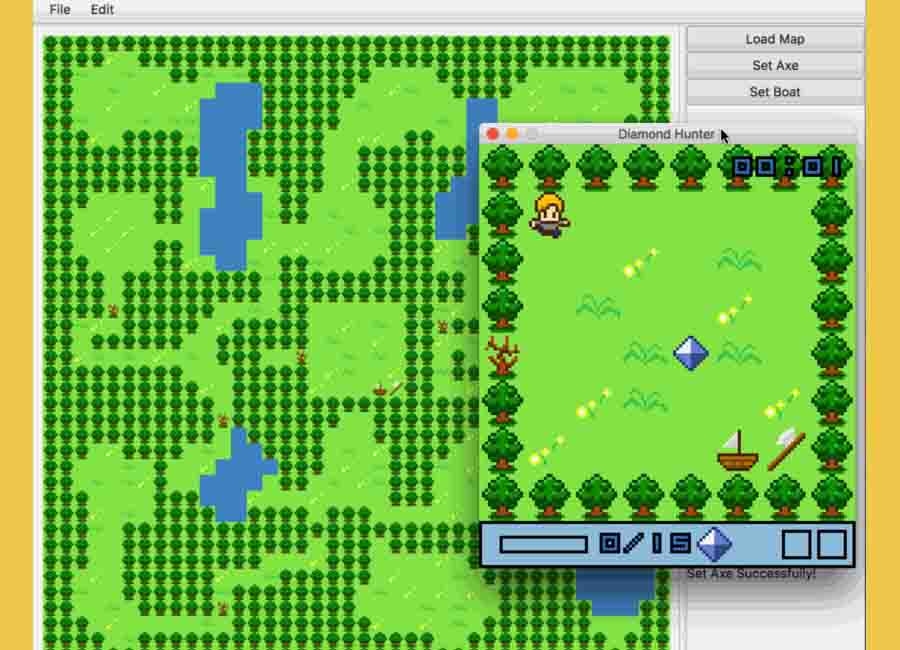 File Edit
Load Map
Set Axe
Set Boat
Diamond Hunter
00:01
0/15
Set Axe Successfully!